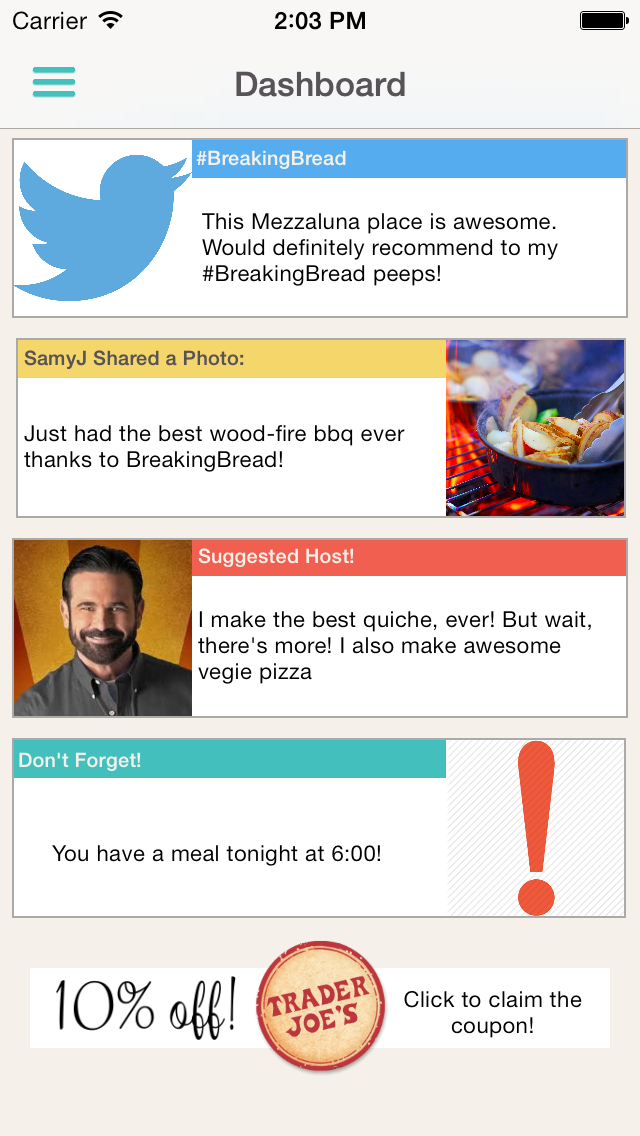 Carrier 2:03 PM
Dashboard
#BreakingBread
This Mezzaluna place is awesome.
Would definitely recommend to my
#BreakingBread peeps!
SamyJ Shared a Photo:
Just had the best wood-fire bbq ever
thanks to BreakingBread!
Suggested Host!
I make the best quiche, ever! But wait,
there's more! I also make awesome
vegie pizza
Don't Forget!
You have a meal tonight at 6:00!
!
10% off!
TRADER
JOE'S
Click to claim the
coupon!